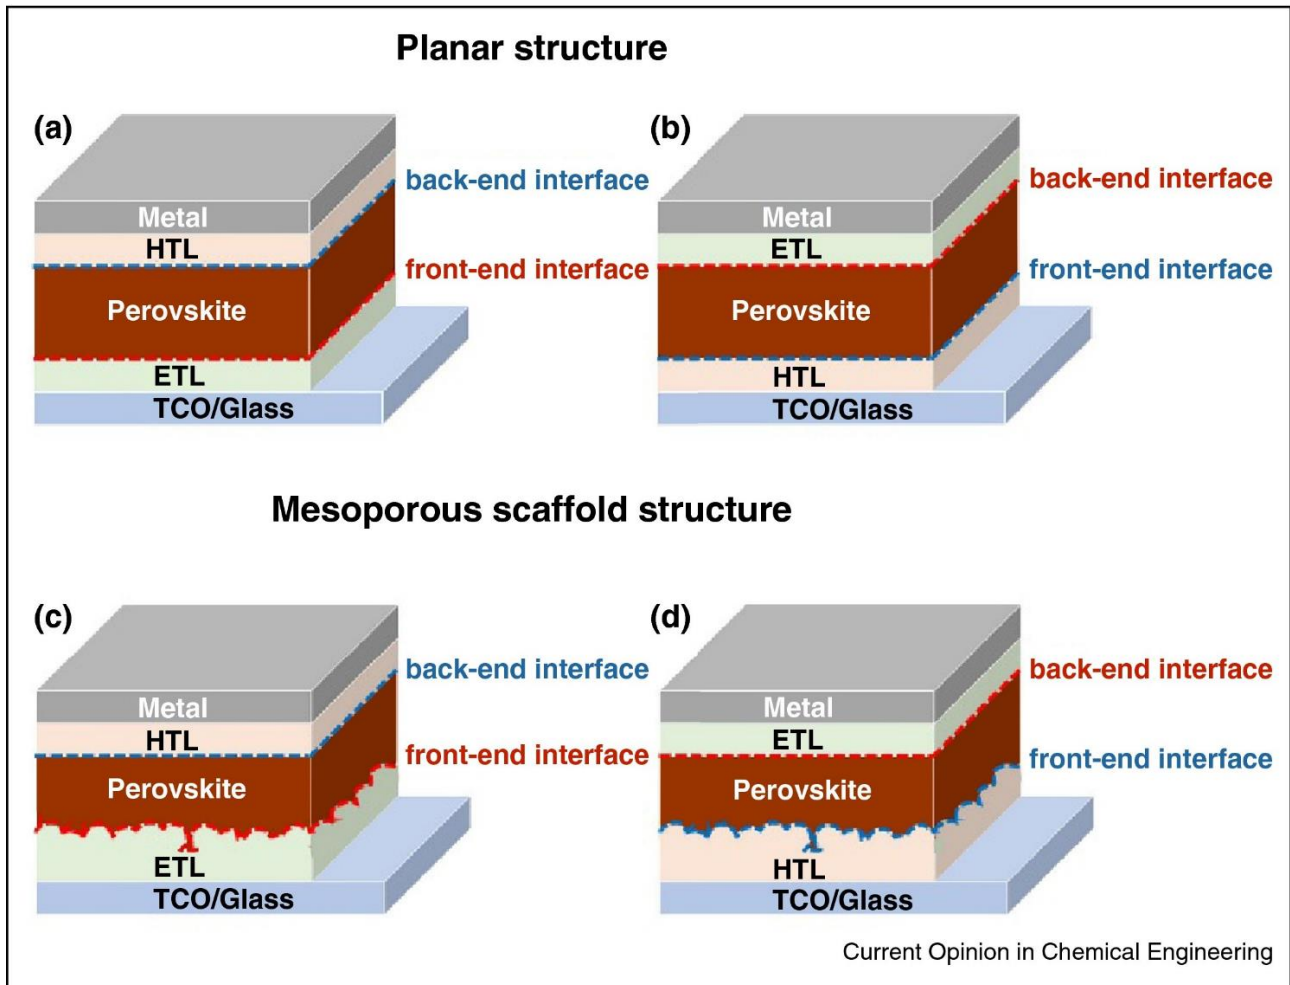 Planar structure
(a)
back-end interface
Metal
HTL
front-end interface
Perovskite
ETL
TCO/Glass
(b)
back-end interface
Metal
ETL
front-end interface
Perovskite
HTL
TCO/Glass
Mesoporous scaffold structure
(c)
back-end interface
Metal
HTL
front-end interface
Perovskite
ETL
TCO/Glass
(d)
back-end interface
Metal
ETL
front-end interface
Perovskite
HTL
TCO/Glass
Current Opinion in Chemical Engineering